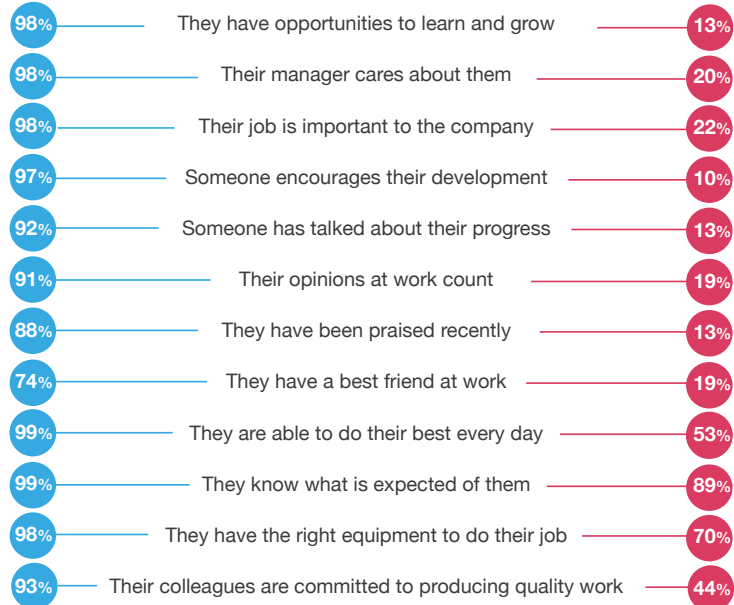 98% They have opportunities to learn and grow 13%
98% Their manager cares about them 20%
98% Their job is important to the company 22%
97% Someone encourages their development 10%
92% Someone has talked about their progress 13%
91% Their opinions at work count 19%
88% They have been praised recently 13%
74% They have a best friend at work 19%
99% They are able to do their best every day 53%
99% They know what is expected of them 89%
98% They have the right equipment to do their job 70%
93% Their colleagues are committed to producing quality work 44%